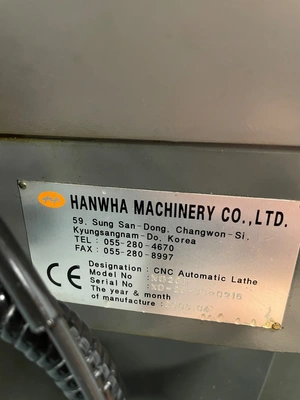 HANWHA MACHINERY CO.,LTD.
59. Sung San-Dong, Changwon-Si,
Kyungsangnam-Do, Korea
TEL : 055-280-4670
FAX : 055-280-8997
CE
Designation : CNC Automatic Lathe
Model No :
Serial No :
The year & month
of manufacture :